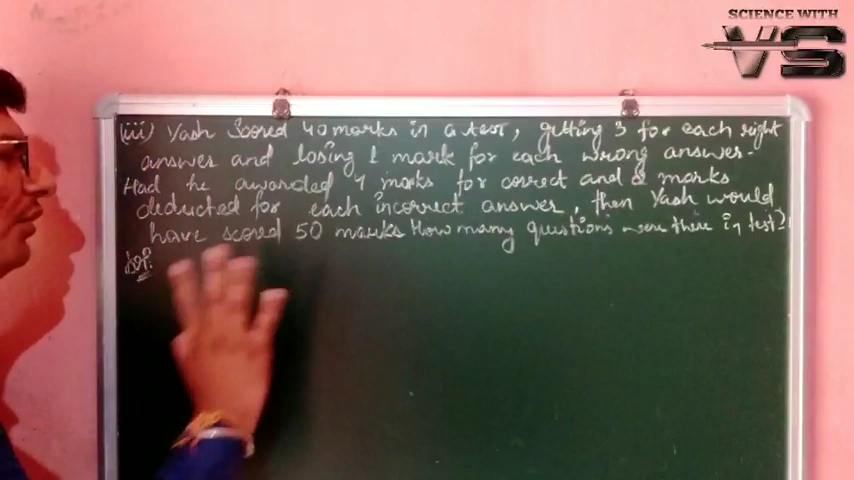 SCIENCE WITH
VS
(iii) Yash Scored 40 marks in a test, getting 3 for each right
answer and losing 1 mark for each wrong answer.
Had he awarded 4 marks for correct and 2 marks
deducted for each incorrect answer, then Yash would
have scored 50 marks How many questions were there in test?
Sol: